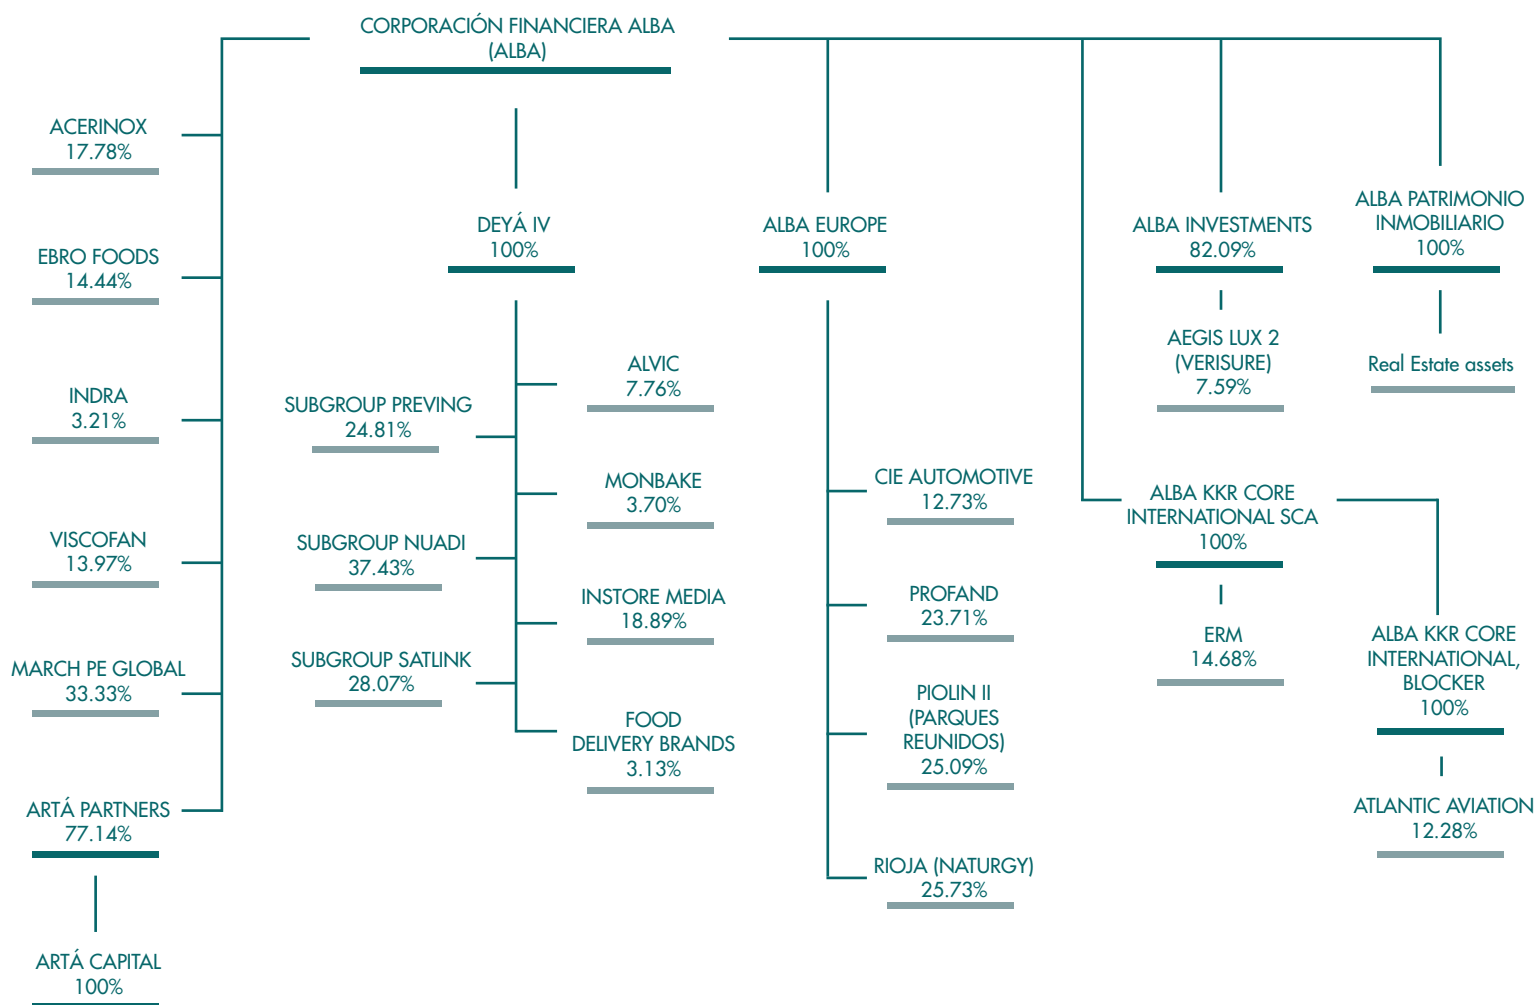 CORPORACIÓN FINANCIERA ALBA
(ALBA)
ACERINOX
17.78%
EBRO FOODS
14.44%
INDRA
3.21%
VISCOFAN
13.97%
MARCH PE GLOBAL
33.33%
ARTÁ PARTNERS
77.14%
ARTÁ CAPITAL
100%
DEYÁ IV
100%
SUBGROUP PREVING
24.81%
SUBGROUP NUADI
37.43%
SUBGROUP SATLINK
28.07%
ALVIC
7.76%
MONBAKE
3.70%
INSTORE MEDIA
18.89%
FOOD
DELIVERY BRANDS
3.13%
ALBA EUROPE
100%
CIE AUTOMOTIVE
12.73%
PROFAND
23.71%
PIOLIN II
(PARQUES
REUNIDOS)
25.09%
RIOJA (NATURGY)
25.73%
ALBA INVESTMENTS
82.09%
AEGIS LUX 2
(VERISURE)
7.59%
ALBA KKR CORE
INTERNATIONAL SCA
100%
ERM
14.68%
ALBA PATRIMONIO
INMOBILIARIO
100%
Real Estate assets
ALBA KKR CORE
INTERNATIONAL,
BLOCKER
100%
ATLANTIC AVIATION
12.28%